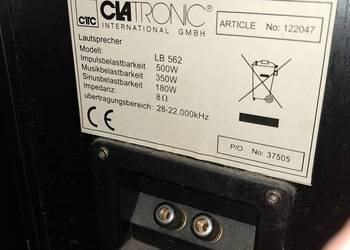 CTC CLATRONIC®
INTERNATIONAL GMBH
ARTICLE No: 122047
Lautsprecher
Modell: LB 562
Impulsbelastbarkeit 500W
Musikbelastbarkeit 350W
Sinusbelastbarkeit 180W
Impedanz: 8Ω
übertragungsbereich: 28-22.000kHz
CE
P/O No: 37505